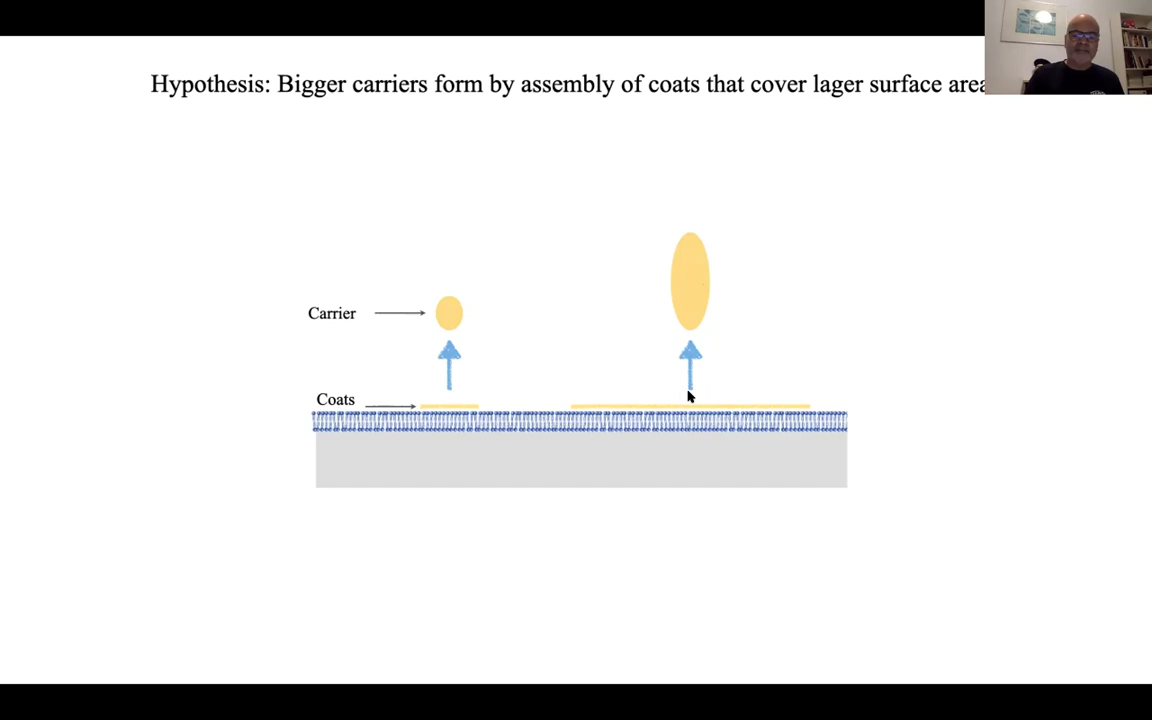 Hypothesis: Bigger carriers form by assembly of coats that cover lager surface area
Carrier
Coats